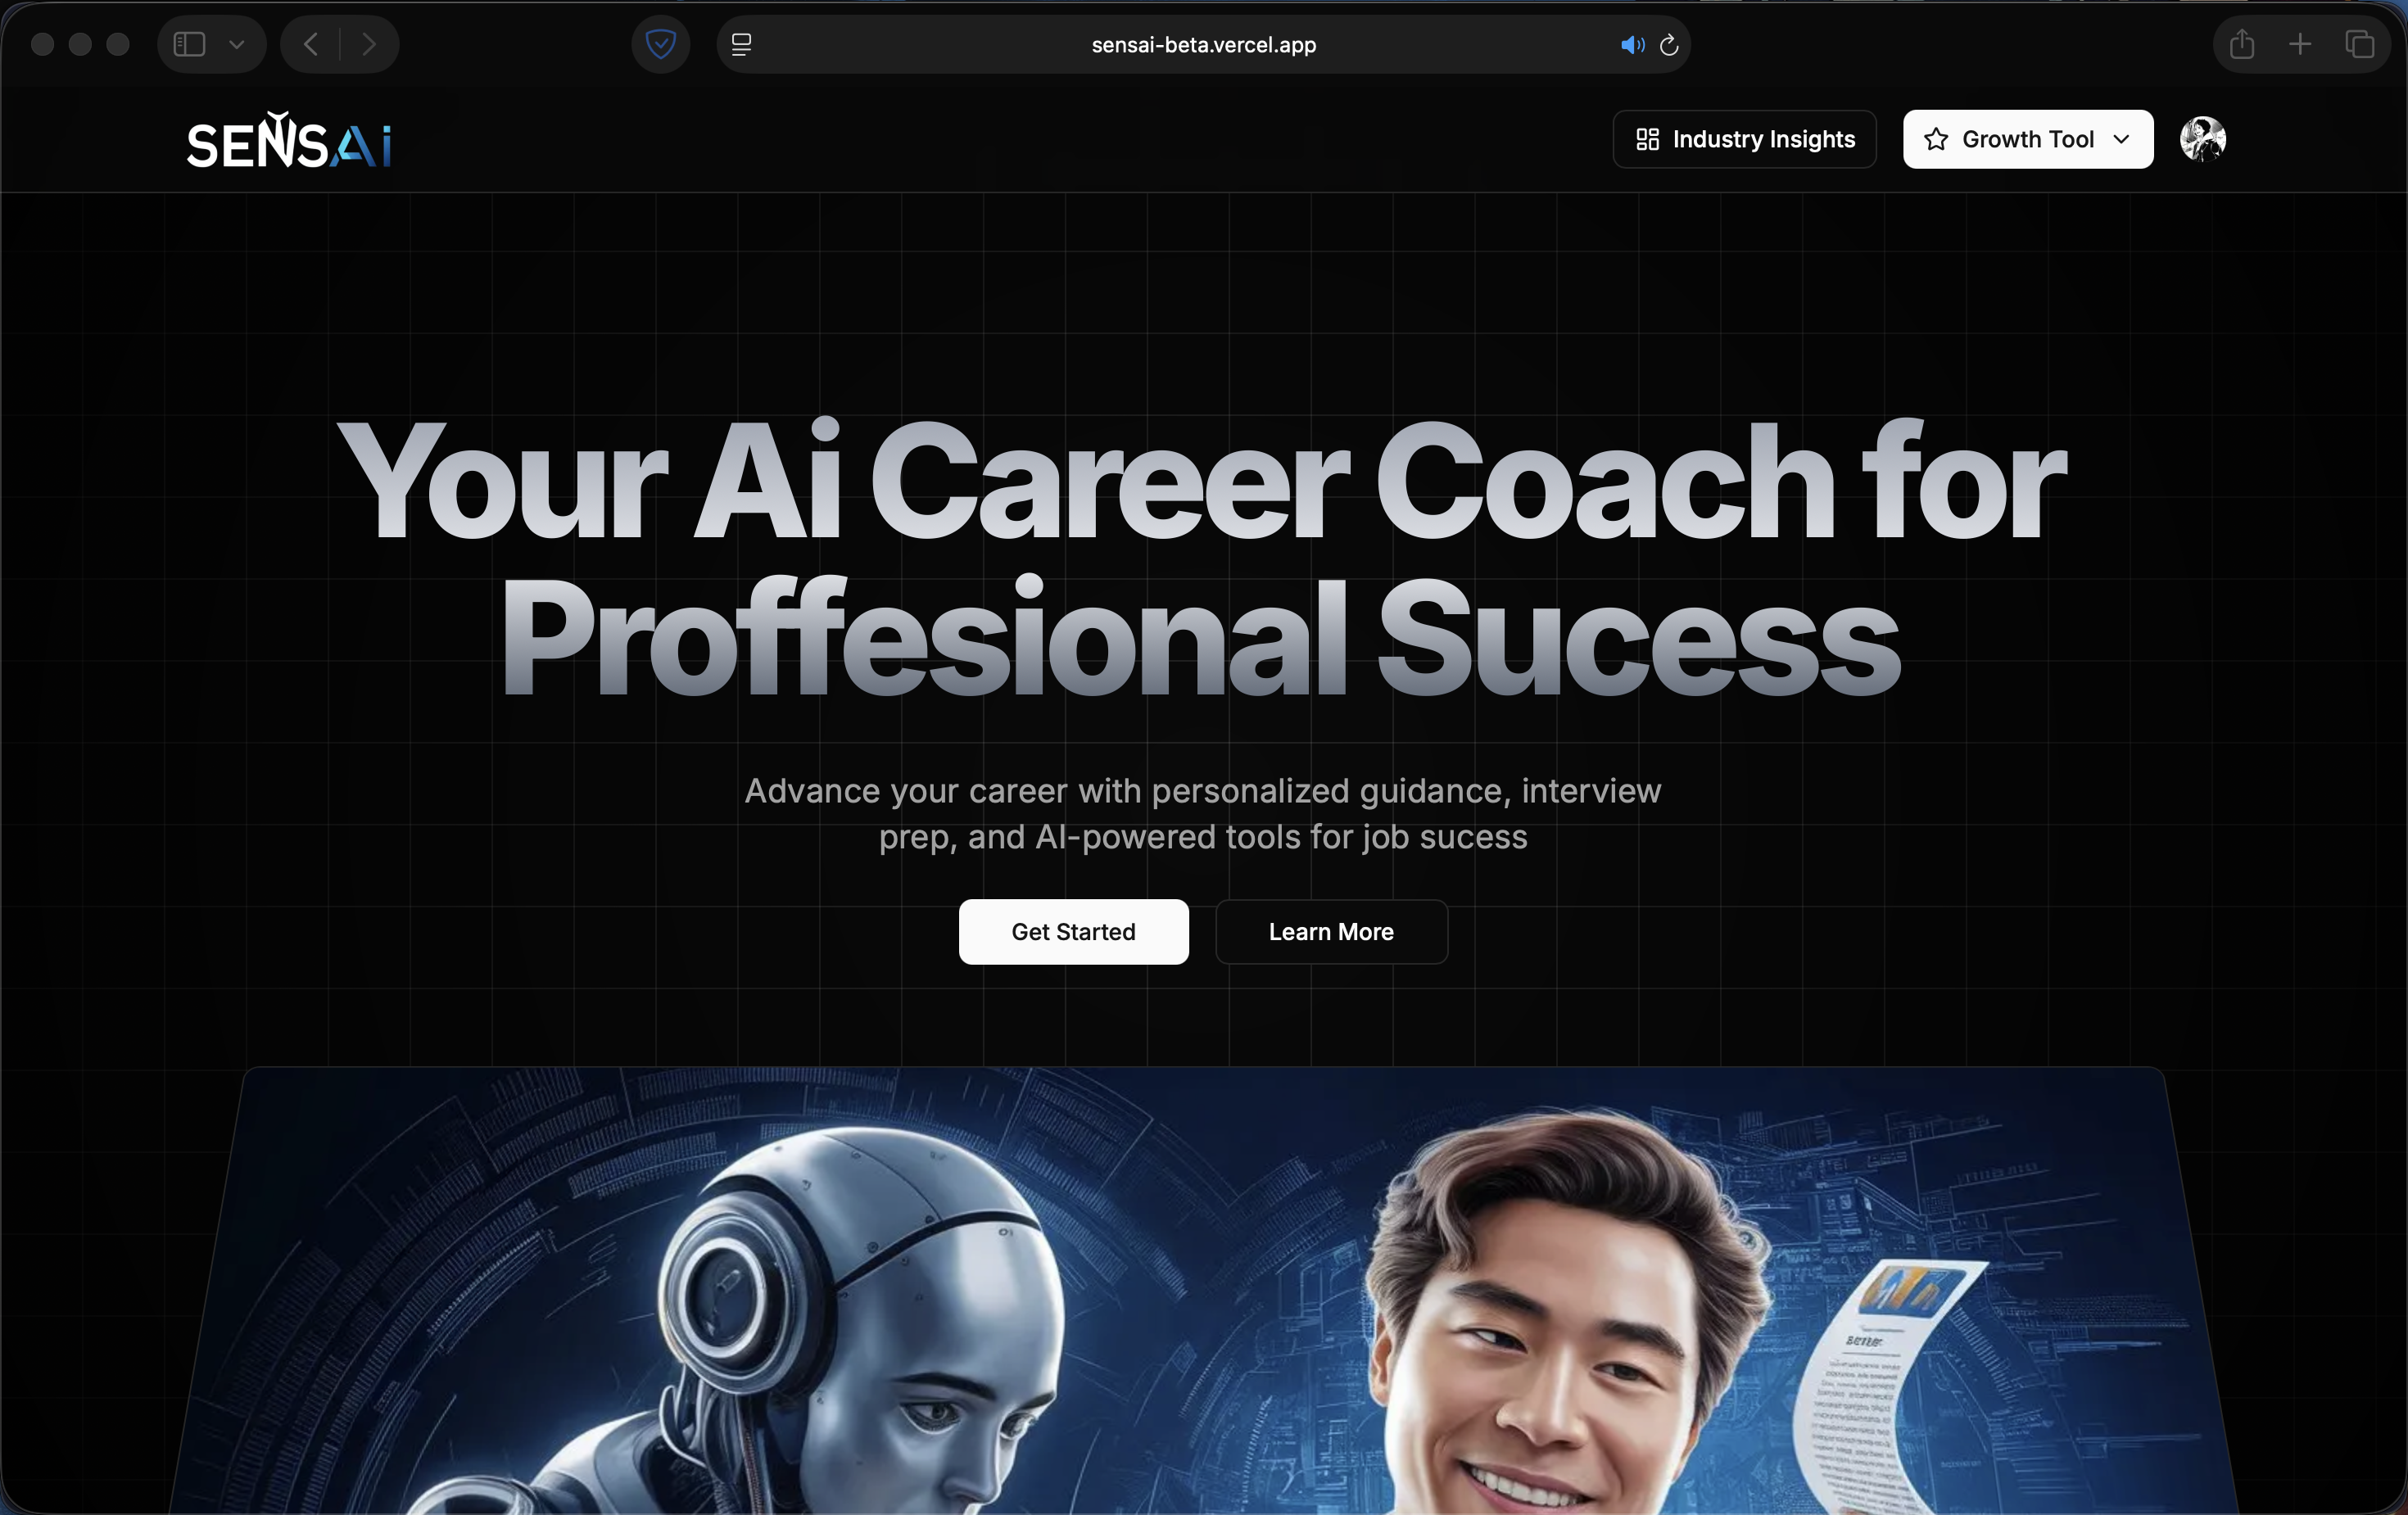 sensai-beta.vercel.app
SENSAi
Industry Insights
Growth Tool
Your Ai Career Coach for
Proffesional Sucess
Advance your career with personalized guidance, interview
prep, and AI-powered tools for job sucess
Get Started
Learn More